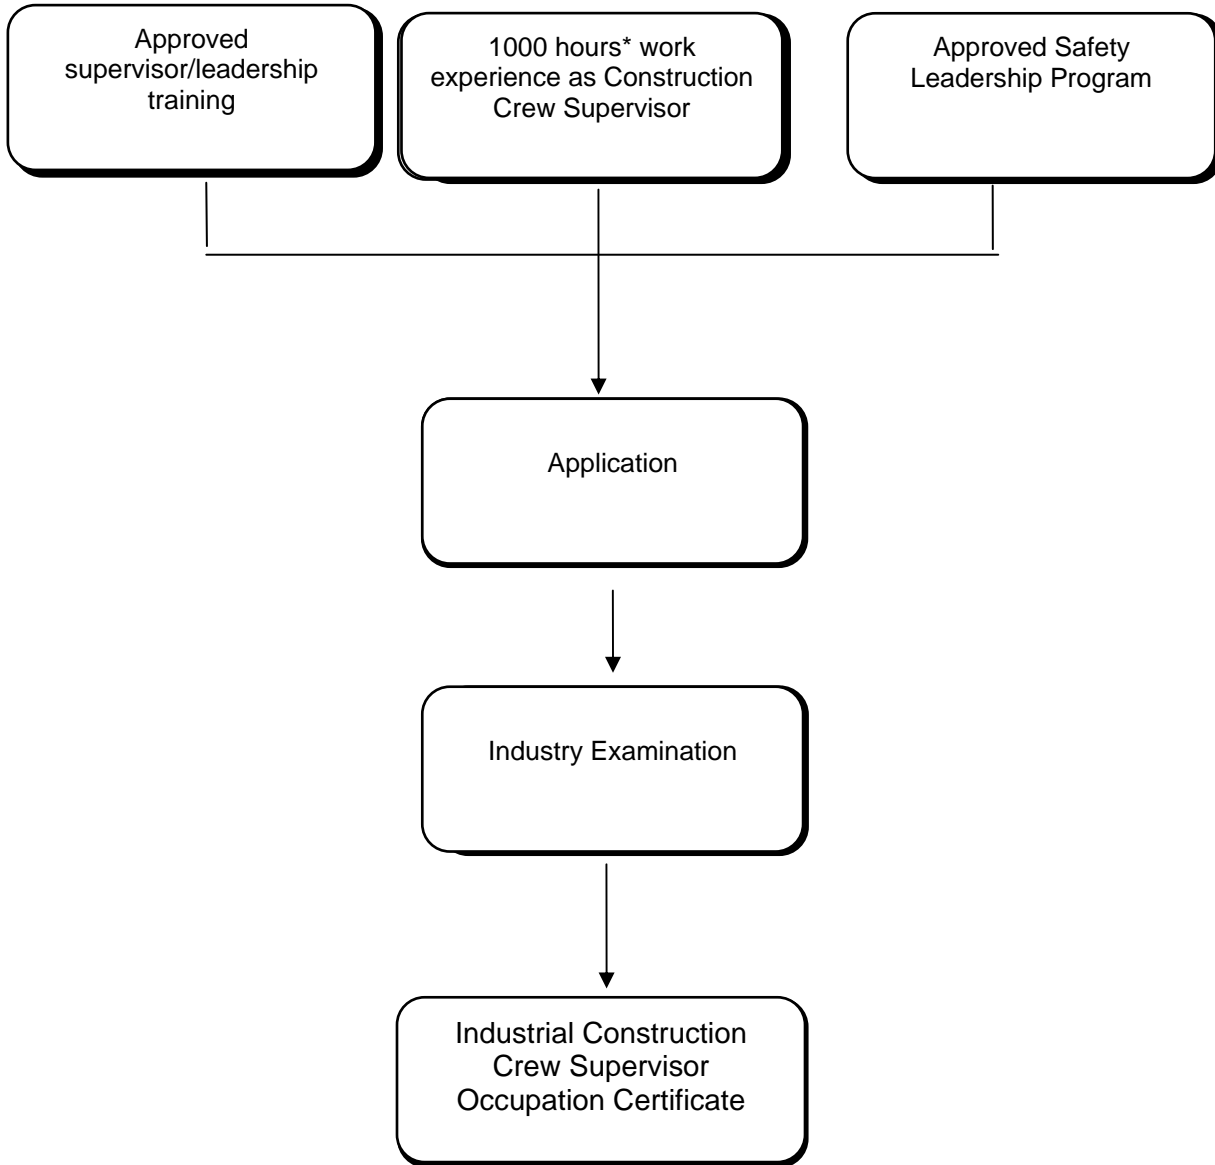 Approved
supervisor/leadership
training
1000 hours* work
experience as Construction
Crew Supervisor
Approved Safety
Leadership Program
Application
Industry Examination
Industrial Construction
Crew Supervisor
Occupation Certificate